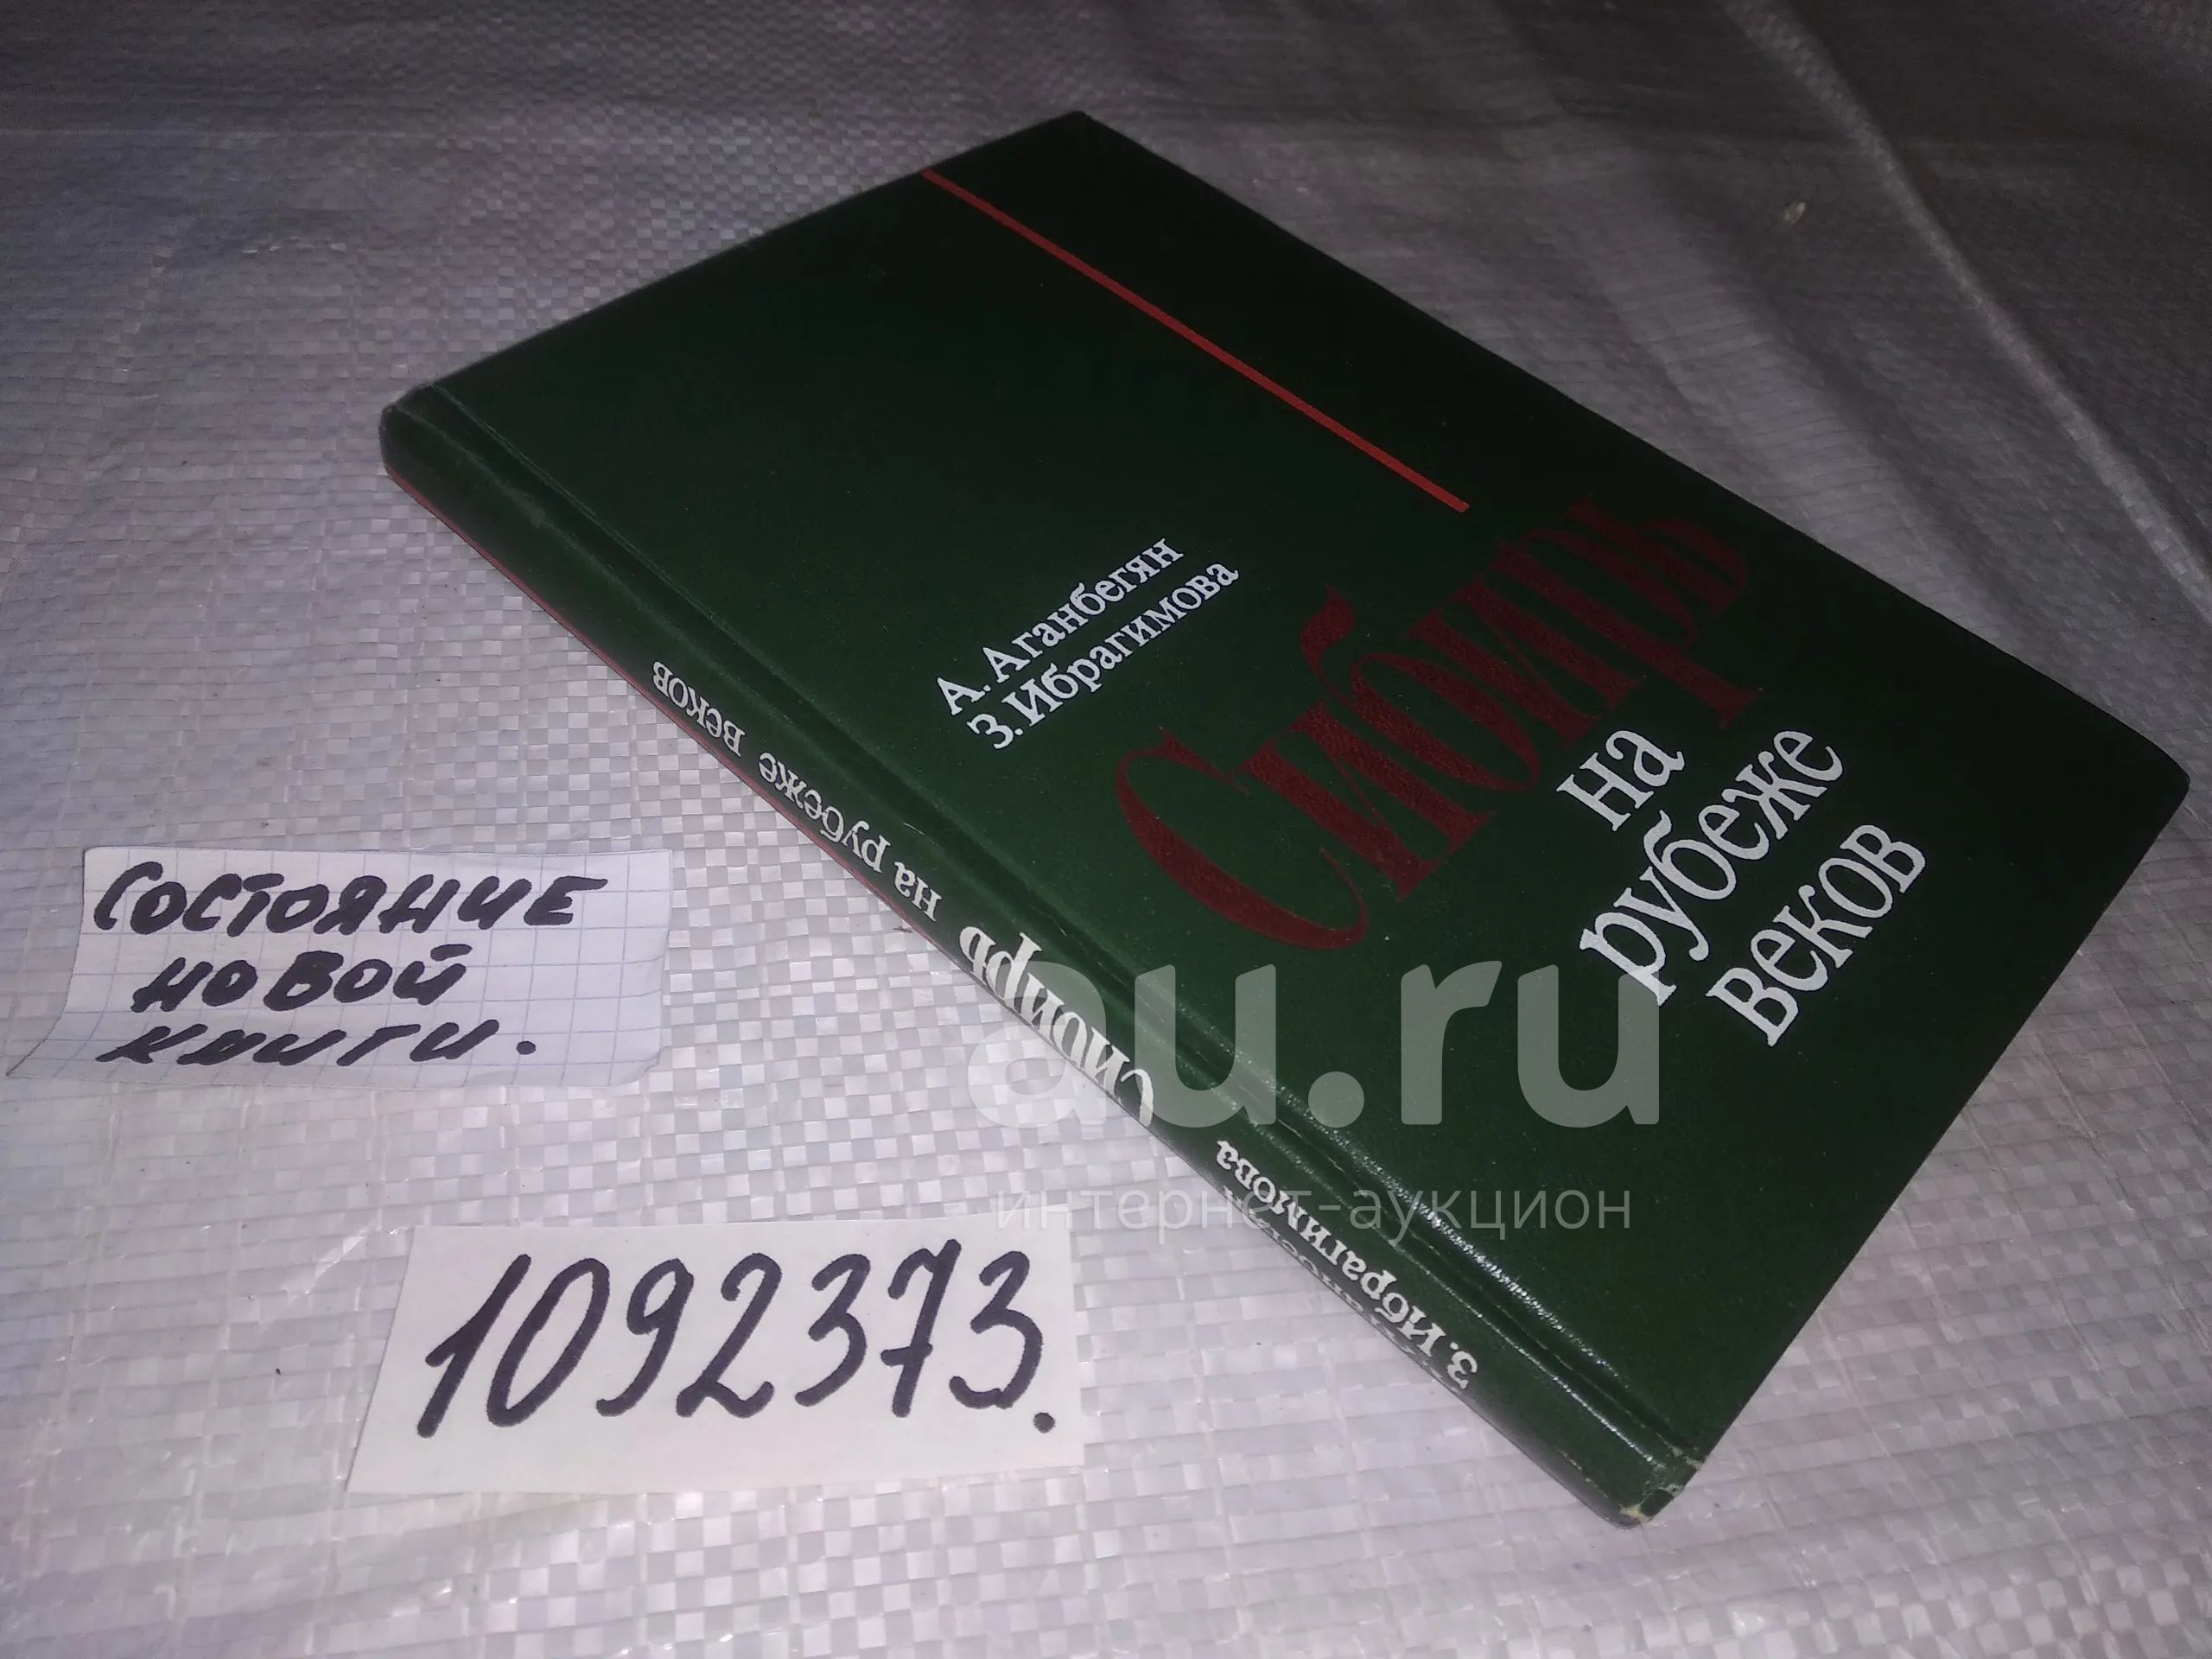 А. Аганбегян
З. Ибрагимова
Сибирь
на
рубеже
веков
З. Ибрагимова
Сибирь на рубеже веков
СОСТОЯНИЕ
НОВОЙ
КНИГИ.
1092373.
au.ru
интернет-аукцион